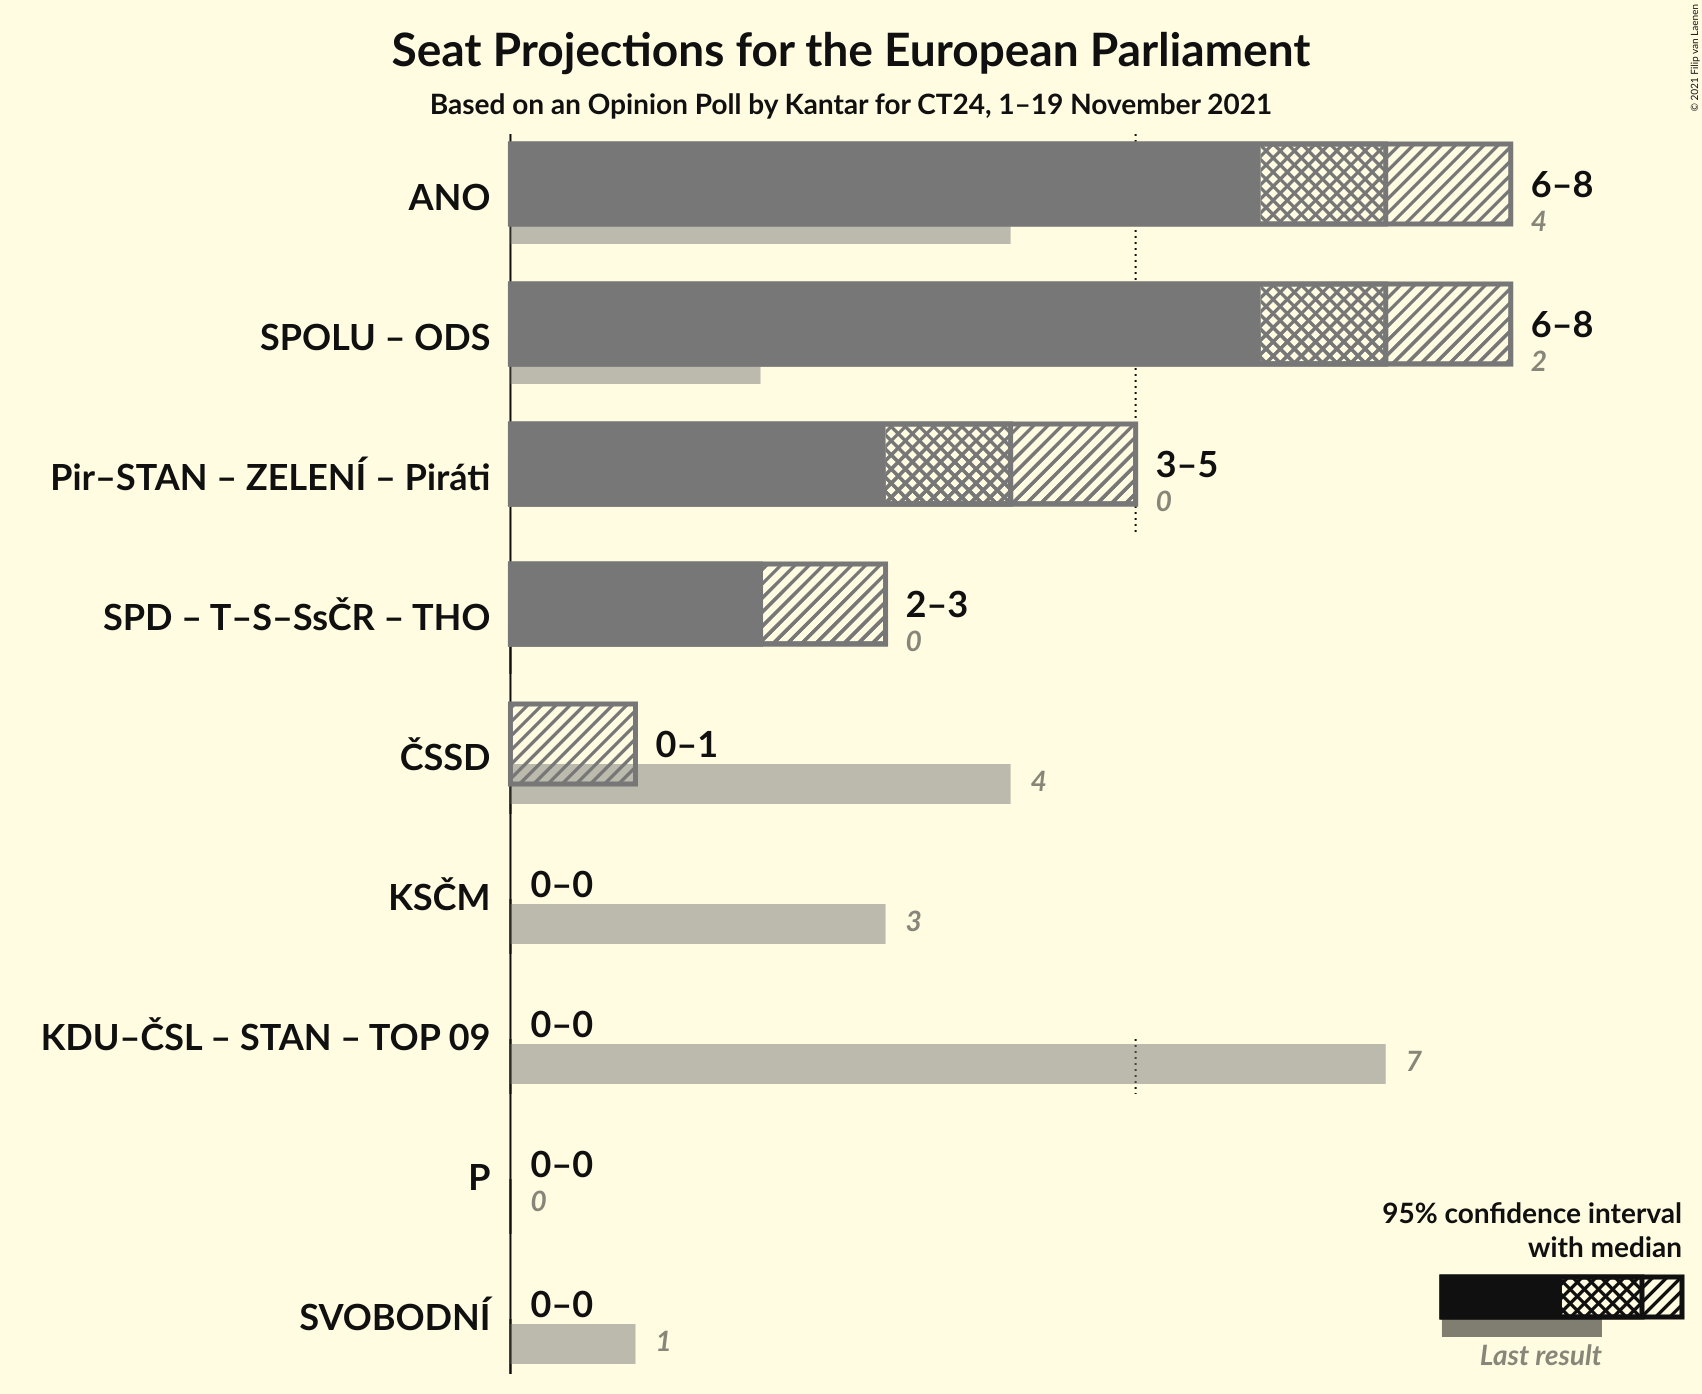 Seat Projections for the European Parliament
Based on an Opinion Poll by Kantar for CT24, 1–19 November 2021
© 2021 Filip van Laenen
ANO
6–8
4
SPOLU – ODS
6–8
2
Pir–STAN – ZELENÍ – Piráti
3–5
0
SPD – T–S–SsČR – THO
2–3
0
ČSSD
0–1
4
KSČM
0–0
3
KDU–ČSL – STAN – TOP 09
0–0
7
P
0–0
0
SVOBODNÍ
0–0
1
95% confidence interval
with median
Last result